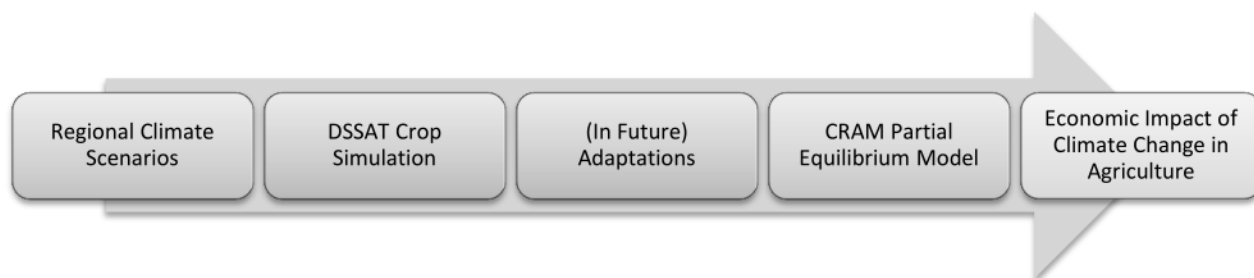 Regional Climate
Scenarios
DSSAT Crop
Simulation
(In Future)
Adaptations
CRAM Partial
Equilibrium Model
Economic Impact of
Climate Change in
Agriculture